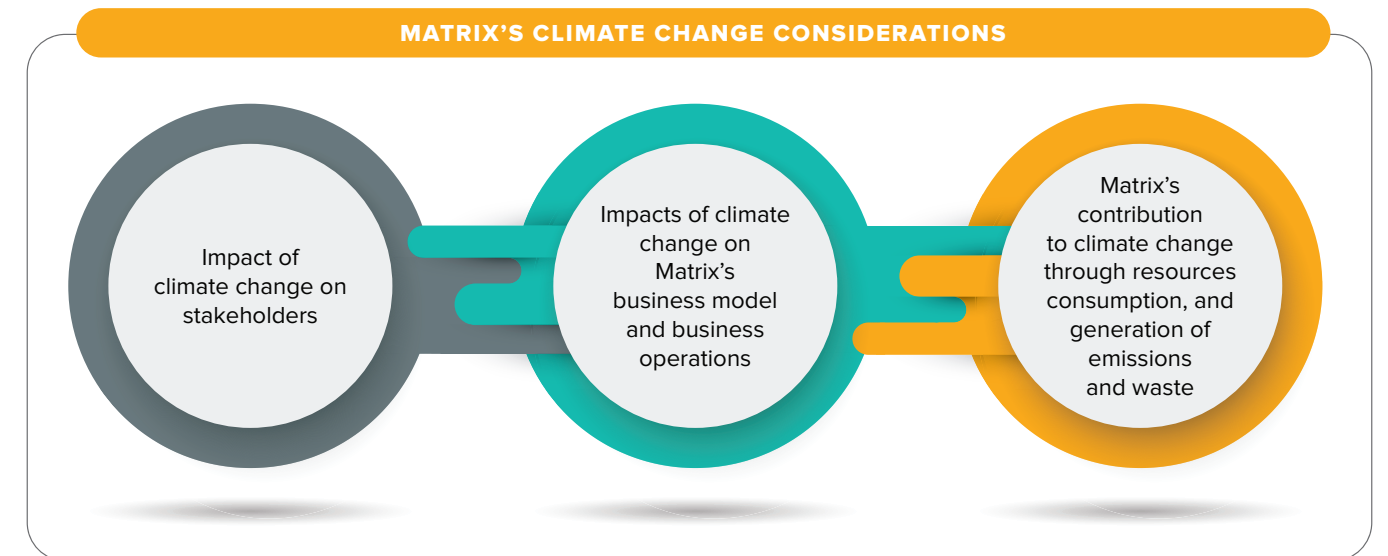 MATRIX’S CLIMATE CHANGE CONSIDERATIONS
Impact of
climate change on
stakeholders
Impacts of climate
change on
Matrix’s
business model
and business
operations
Matrix’s
contribution
to climate change
through resources
consumption, and
generation of
emissions
and waste